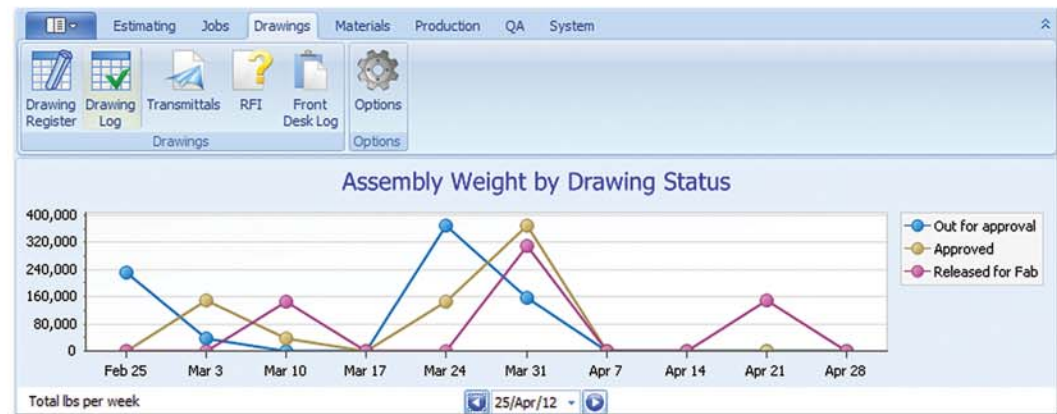 Estimating Jobs Drawings Materials Production QA System
Drawing Register
Drawing Log
Transmittals
RFI
Front Desk Log
Options
Drawings
Options
Assembly Weight by Drawing Status
400,000
320,000
240,000
160,000
80,000
0
Feb 25 Mar 3 Mar 10 Mar 17 Mar 24 Mar 31 Apr 7 Apr 14 Apr 21 Apr 28
Out for approval
Approved
Released for Fab
Total lbs per week
25/Apr/12